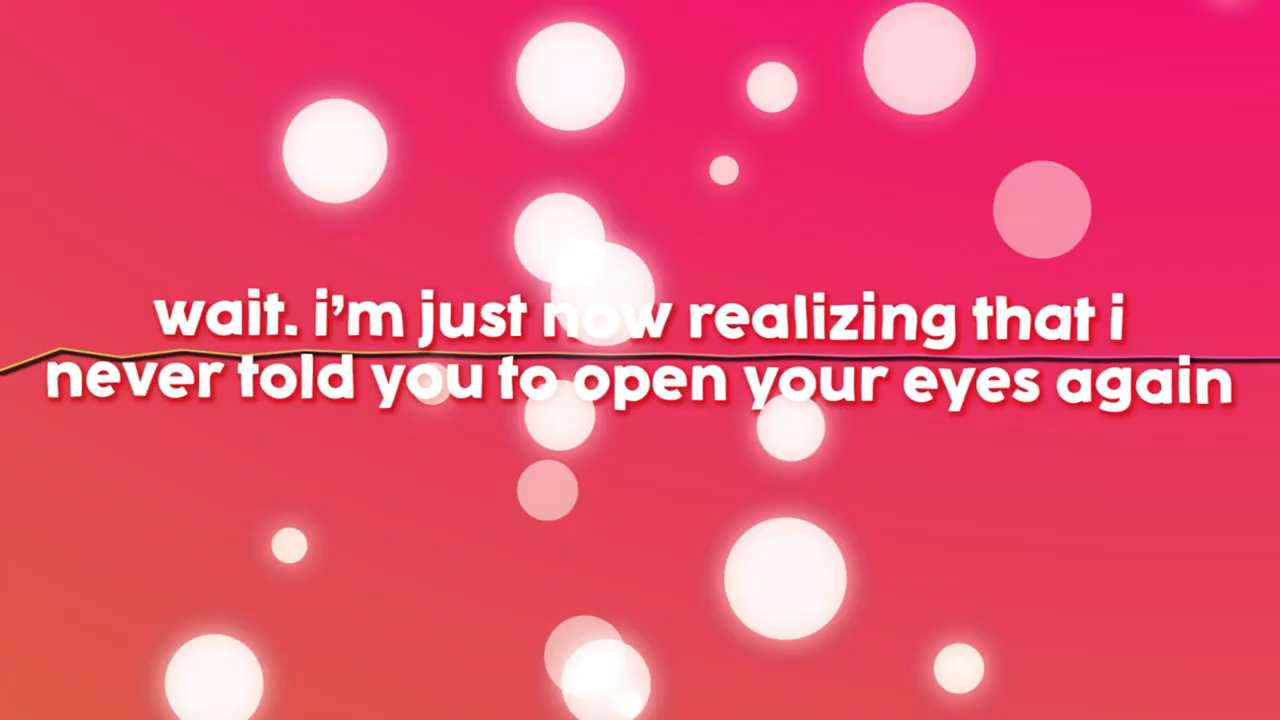 wait. i'm just now realizing that i
never told you to open your eyes again